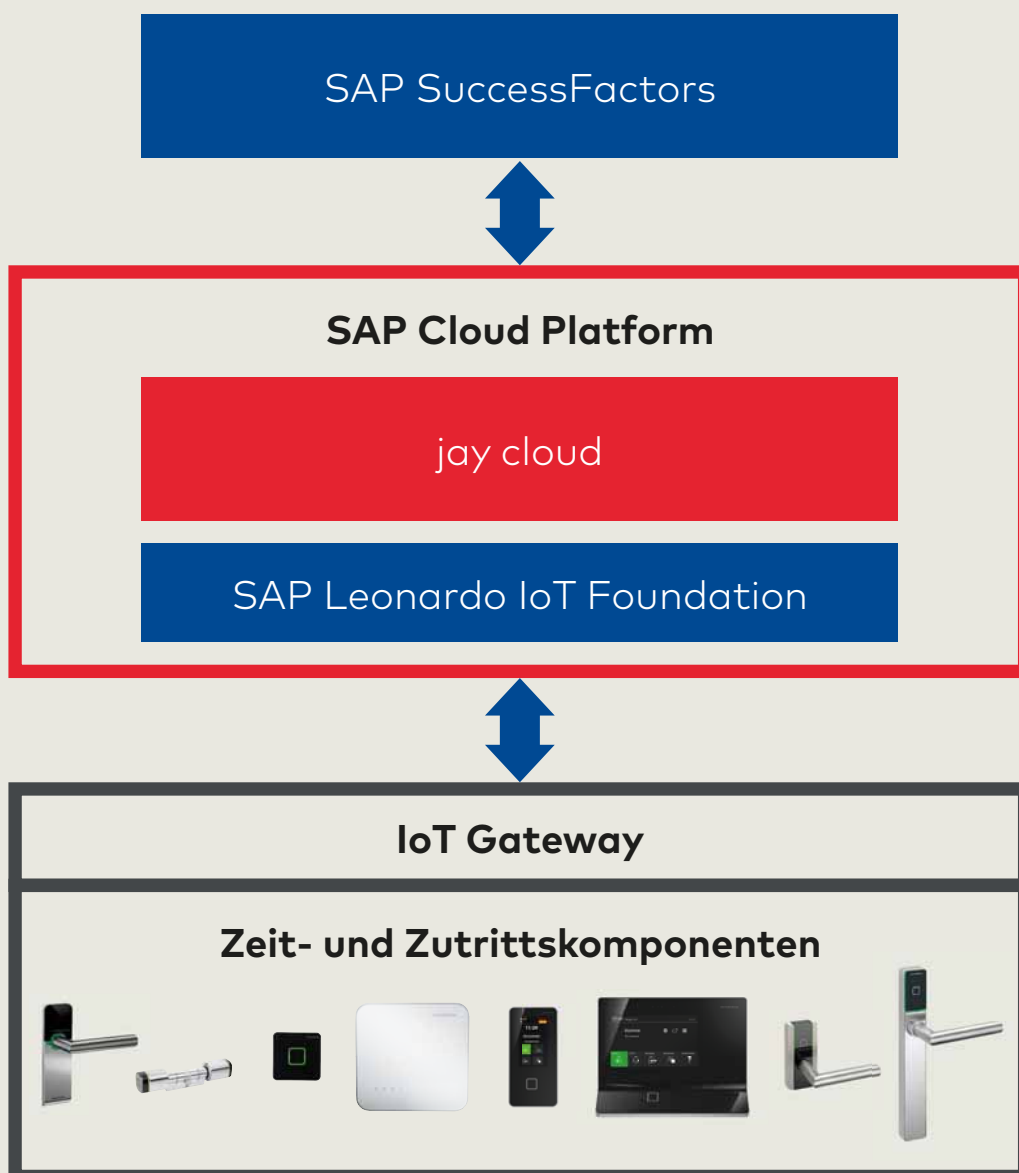 SAP SuccessFactors
SAP Cloud Platform
jay cloud
SAP Leonardo IoT Foundation
IoT Gateway
Zeit- und Zutrittskomponenten